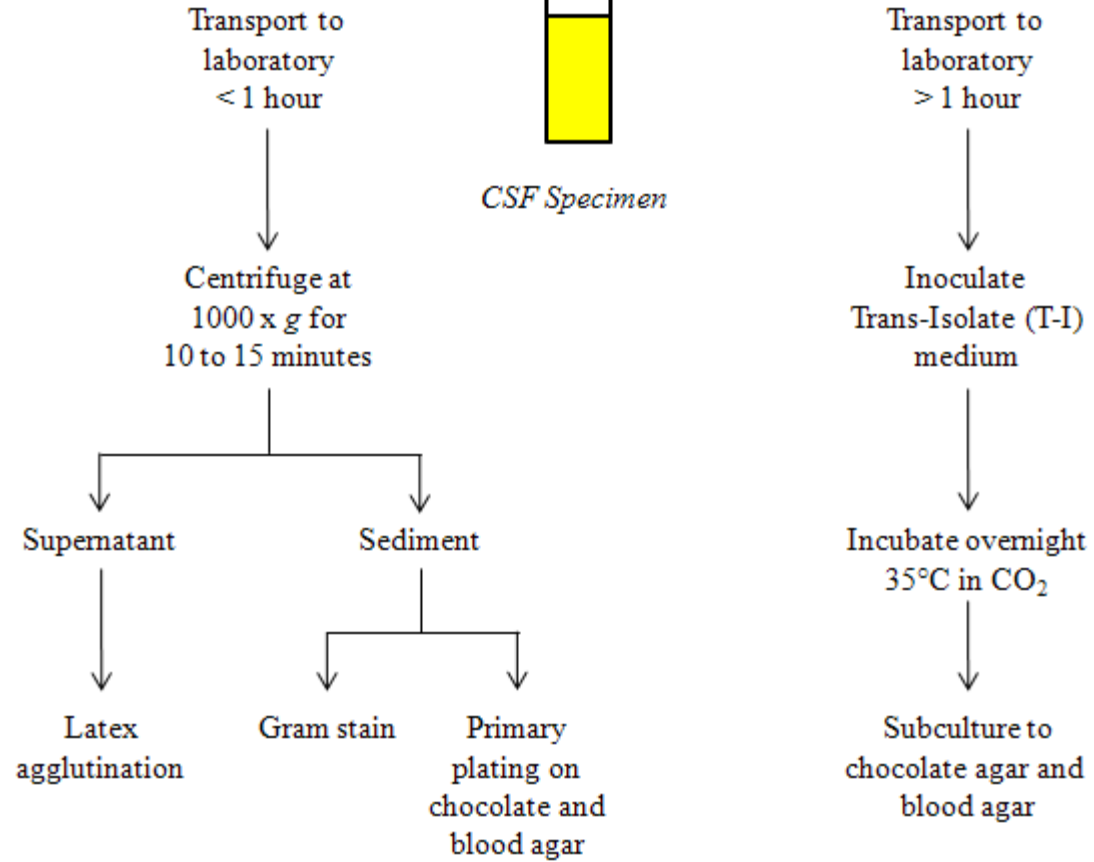 Transport to
laboratory
< 1 hour
CSF Specimen
Transport to
laboratory
> 1 hour
Centrifuge at
1000 x g for
10 to 15 minutes
Inoculate
Trans-Isolate (T-I)
medium
Supernatant
Sediment
Incubate overnight
35°C in CO₂
Latex
agglutination
Gram stain
Primary
plating on
chocolate and
blood agar
Subculture to
chocolate agar and
blood agar